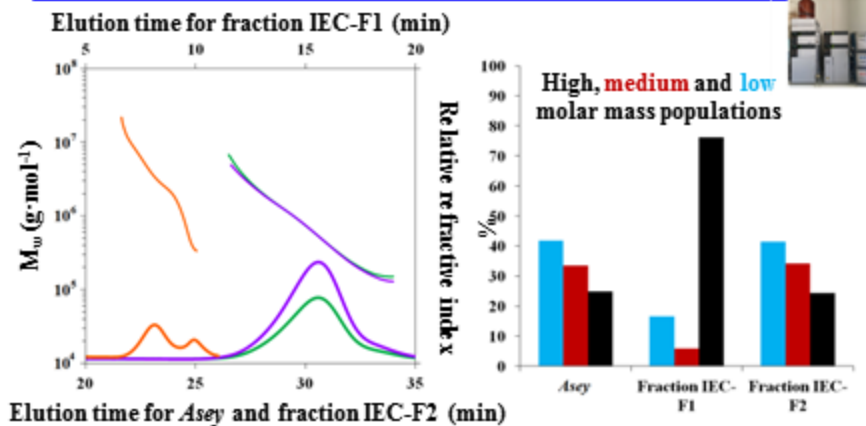 Elution time for fraction IEC-F1 (min)
5 10 15 20
10⁸
10⁷
10⁶
10⁵
10⁴
M_w (g·mol⁻¹)
Relative refractive index
20 25 30 35
Elution time for Asey and fraction IEC-F2 (min)
High, medium and low
molar mass populations
100
90
80
70
60
50
40
30
20
10
0
%
Asey
Fraction IEC-
F1
Fraction IEC-
F2